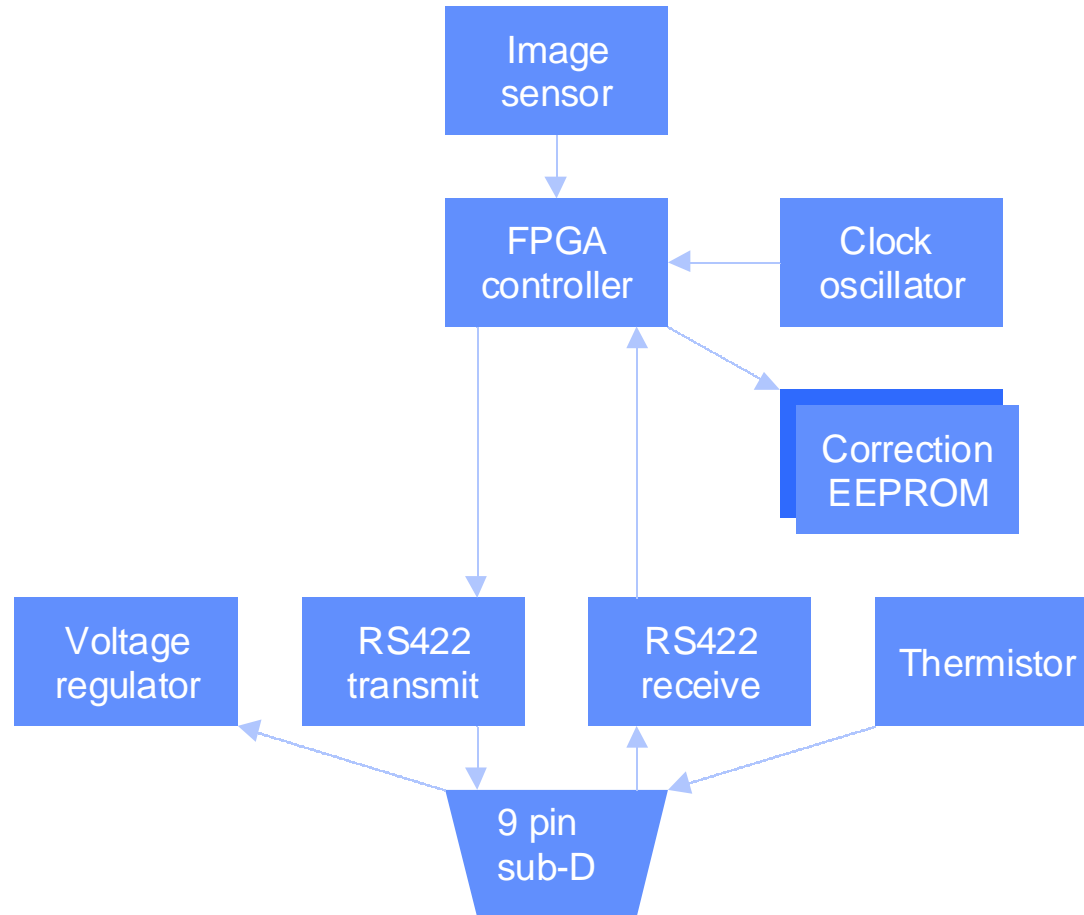 Image
sensor
FPGA
controller
Clock
oscillator
Correction
EEPROM
Voltage
regulator
RS422
transmit
RS422
receive
Thermistor
9 pin
sub-D